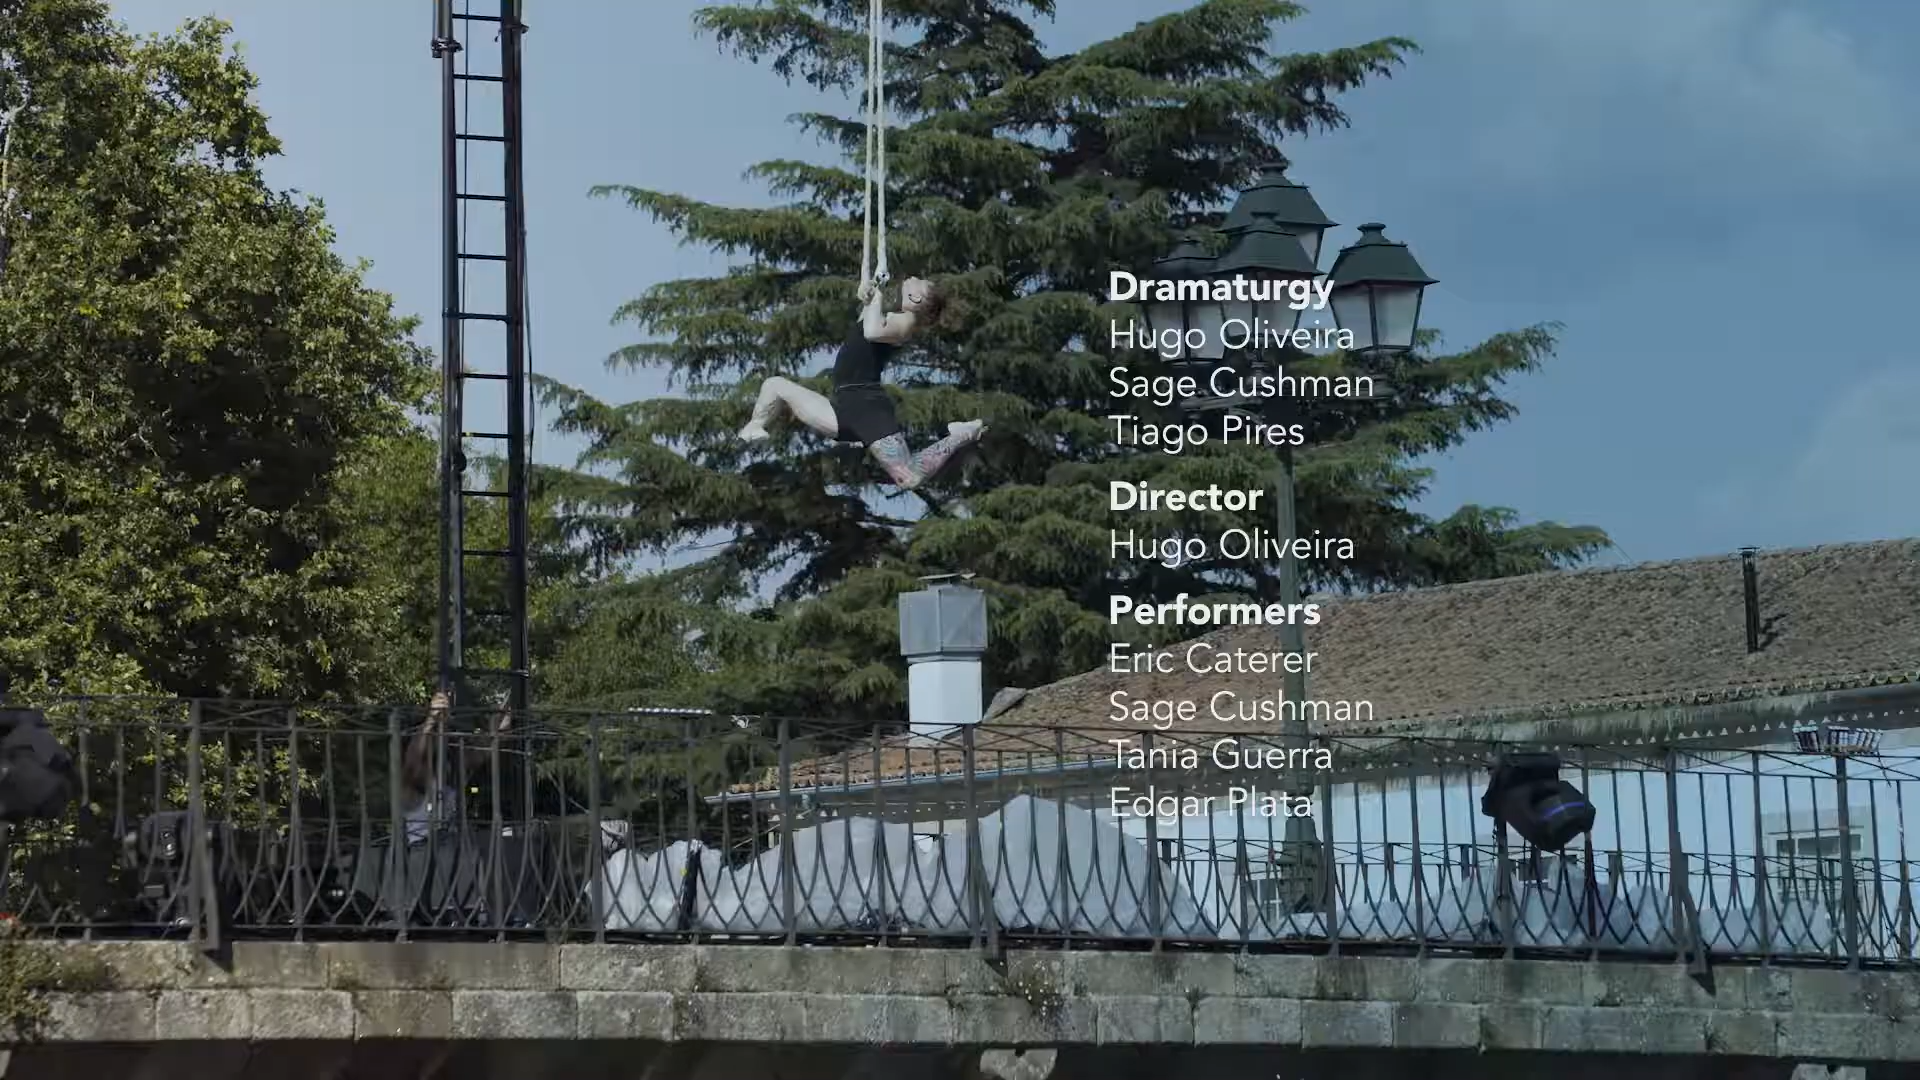 Dramaturgy
Hugo Oliveira
Sage Cushman
Tiago Pires
Director
Hugo Oliveira
Performers
Eric Caterer
Sage Cushman
Tania Guerra
Edgar Plata